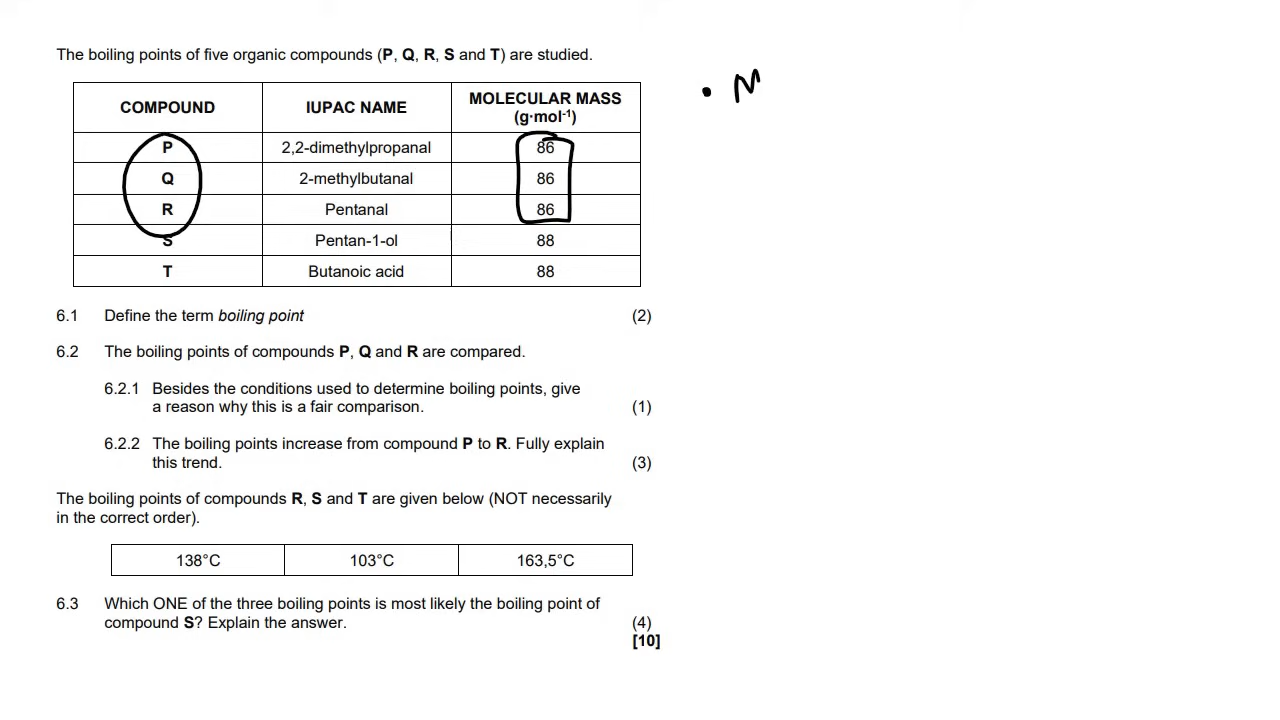 The boiling points of five organic compounds (P, Q, R, S and T) are studied.
COMPOUND IUPAC NAME MOLECULAR MASS (g·mol-1)
P 2,2-dimethylpropanal 86
Q 2-methylbutanal 86
R Pentanal 86
S Pentan-1-ol 88
T Butanoic acid 88
• M
6.1 Define the term boiling point (2)
6.2 The boiling points of compounds P, Q and R are compared.
6.2.1 Besides the conditions used to determine boiling points, give
a reason why this is a fair comparison. (1)
6.2.2 The boiling points increase from compound P to R. Fully explain
this trend. (3)
The boiling points of compounds R, S and T are given below (NOT necessarily
in the correct order).
138°C 103°C 163,5°C
6.3 Which ONE of the three boiling points is most likely the boiling point of
compound S? Explain the answer. (4)
[10]